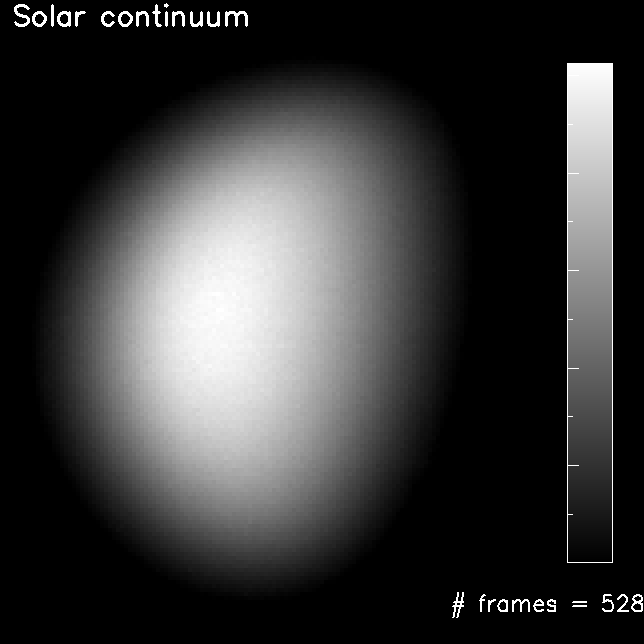 Solar continuum
# frames = 528